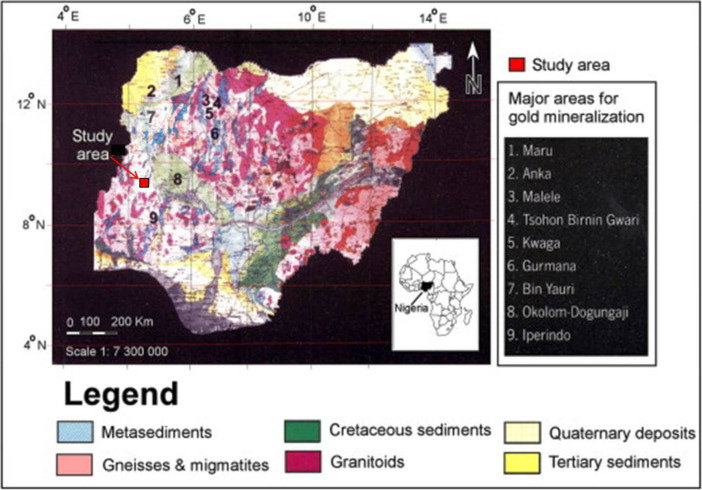 4°E 6°E 10°E 14°E
12°N
8°N
4°N
1
2
3 4
5
6
7
8
9
Study
area
N
0 100 200 Km
Scale 1: 7 300 000
Nigeria
Study area
Major areas for
gold mineralization
1. Maru
2. Anka
3. Malele
4. Tsohon Birnin Gwari
5. Kwaga
6. Gurmana
7. Bin Yauri
8. Okolom-Dogungaji
9. Iperindo
Legend
Metasediments
Cretaceous sediments
Quaternary deposits
Gneisses & migmatites
Granitoids
Tertiary sediments